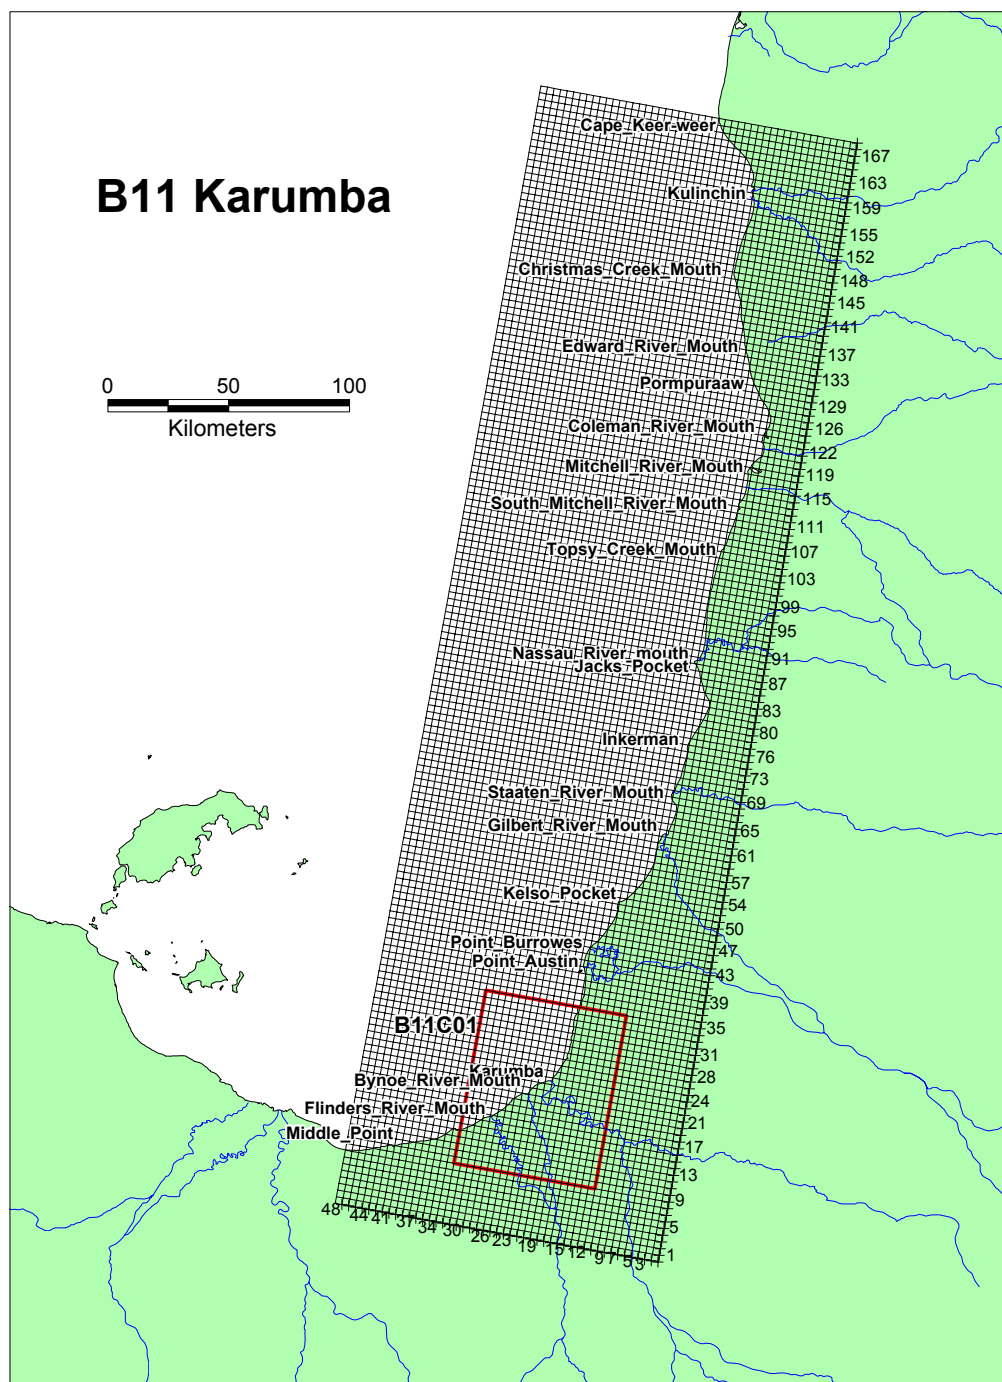 B11 Karumba
0 50 100
Kilometers
Cape_Keer-weer
Kulinchin
Christmas_Creek_Mouth
Edward_River_Mouth
Pormpuraaw
Coleman_River_Mouth
Mitchell_River_Mouth
South_Mitchell_River_Mouth
Topsy_Creek_Mouth
Nassau_River_mouth
Jacks_Pocket
Inkerman
Staaten_River_Mouth
Gilbert_River_Mouth
Kelso_Pocket
Point_Burrowes
Point_Austin
B11C01
Karumba
Bynoe_River_Mouth
Flinders_River_Mouth
Middle_Point
167
163
159
155
152
148
145
141
137
133
129
126
122
119
115
111
107
103
99
95
91
87
83
80
76
73
69
65
61
57
54
50
47
43
39
35
31
28
24
21
17
13
9
5
1
48 44 41 37 34 30 26 23 19 15 12 9 7 5 3